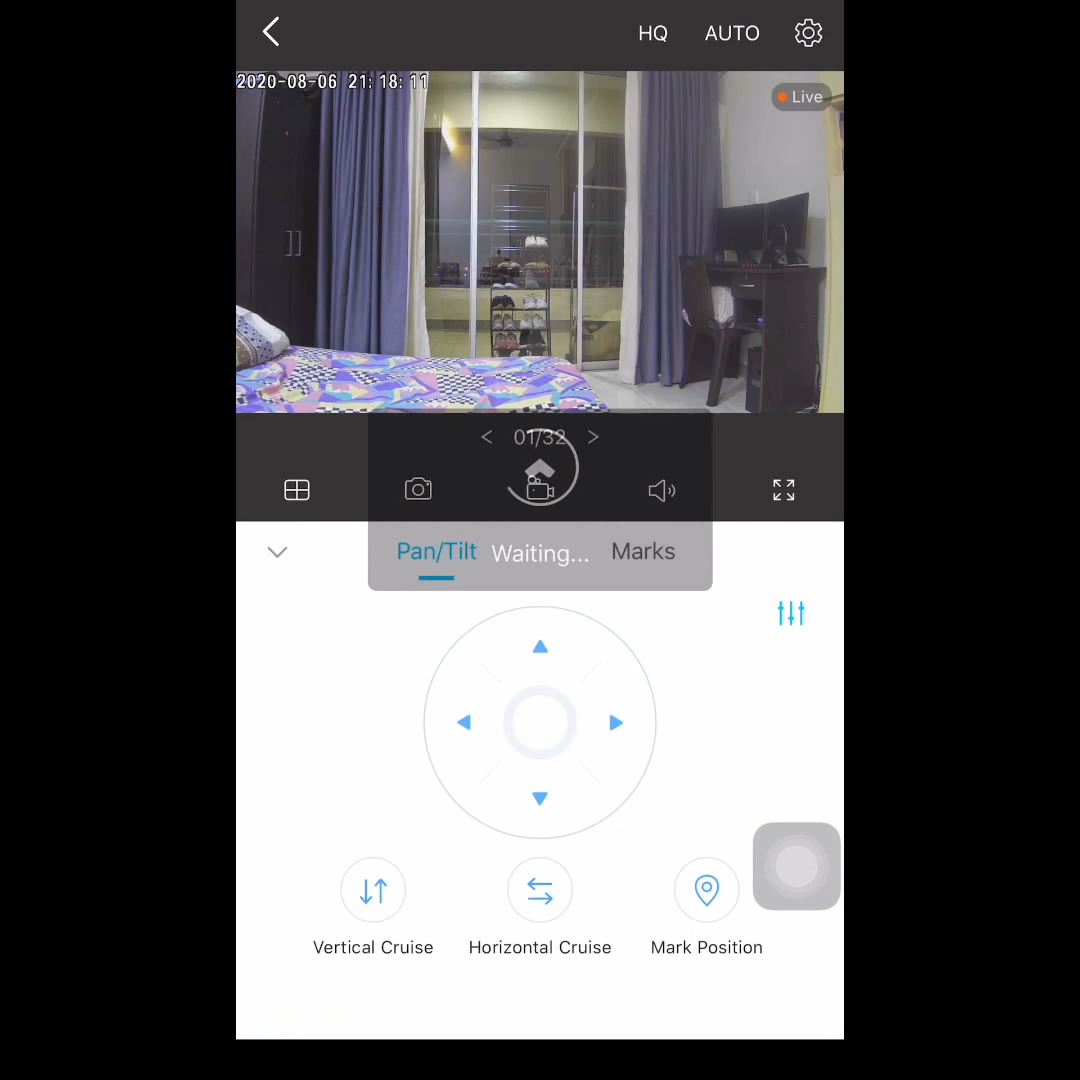 HQ AUTO
2020-08-06 21:18:11
Live
< 01/32 >
Pan/Tilt Waiting... Marks
Vertical Cruise Horizontal Cruise Mark Position